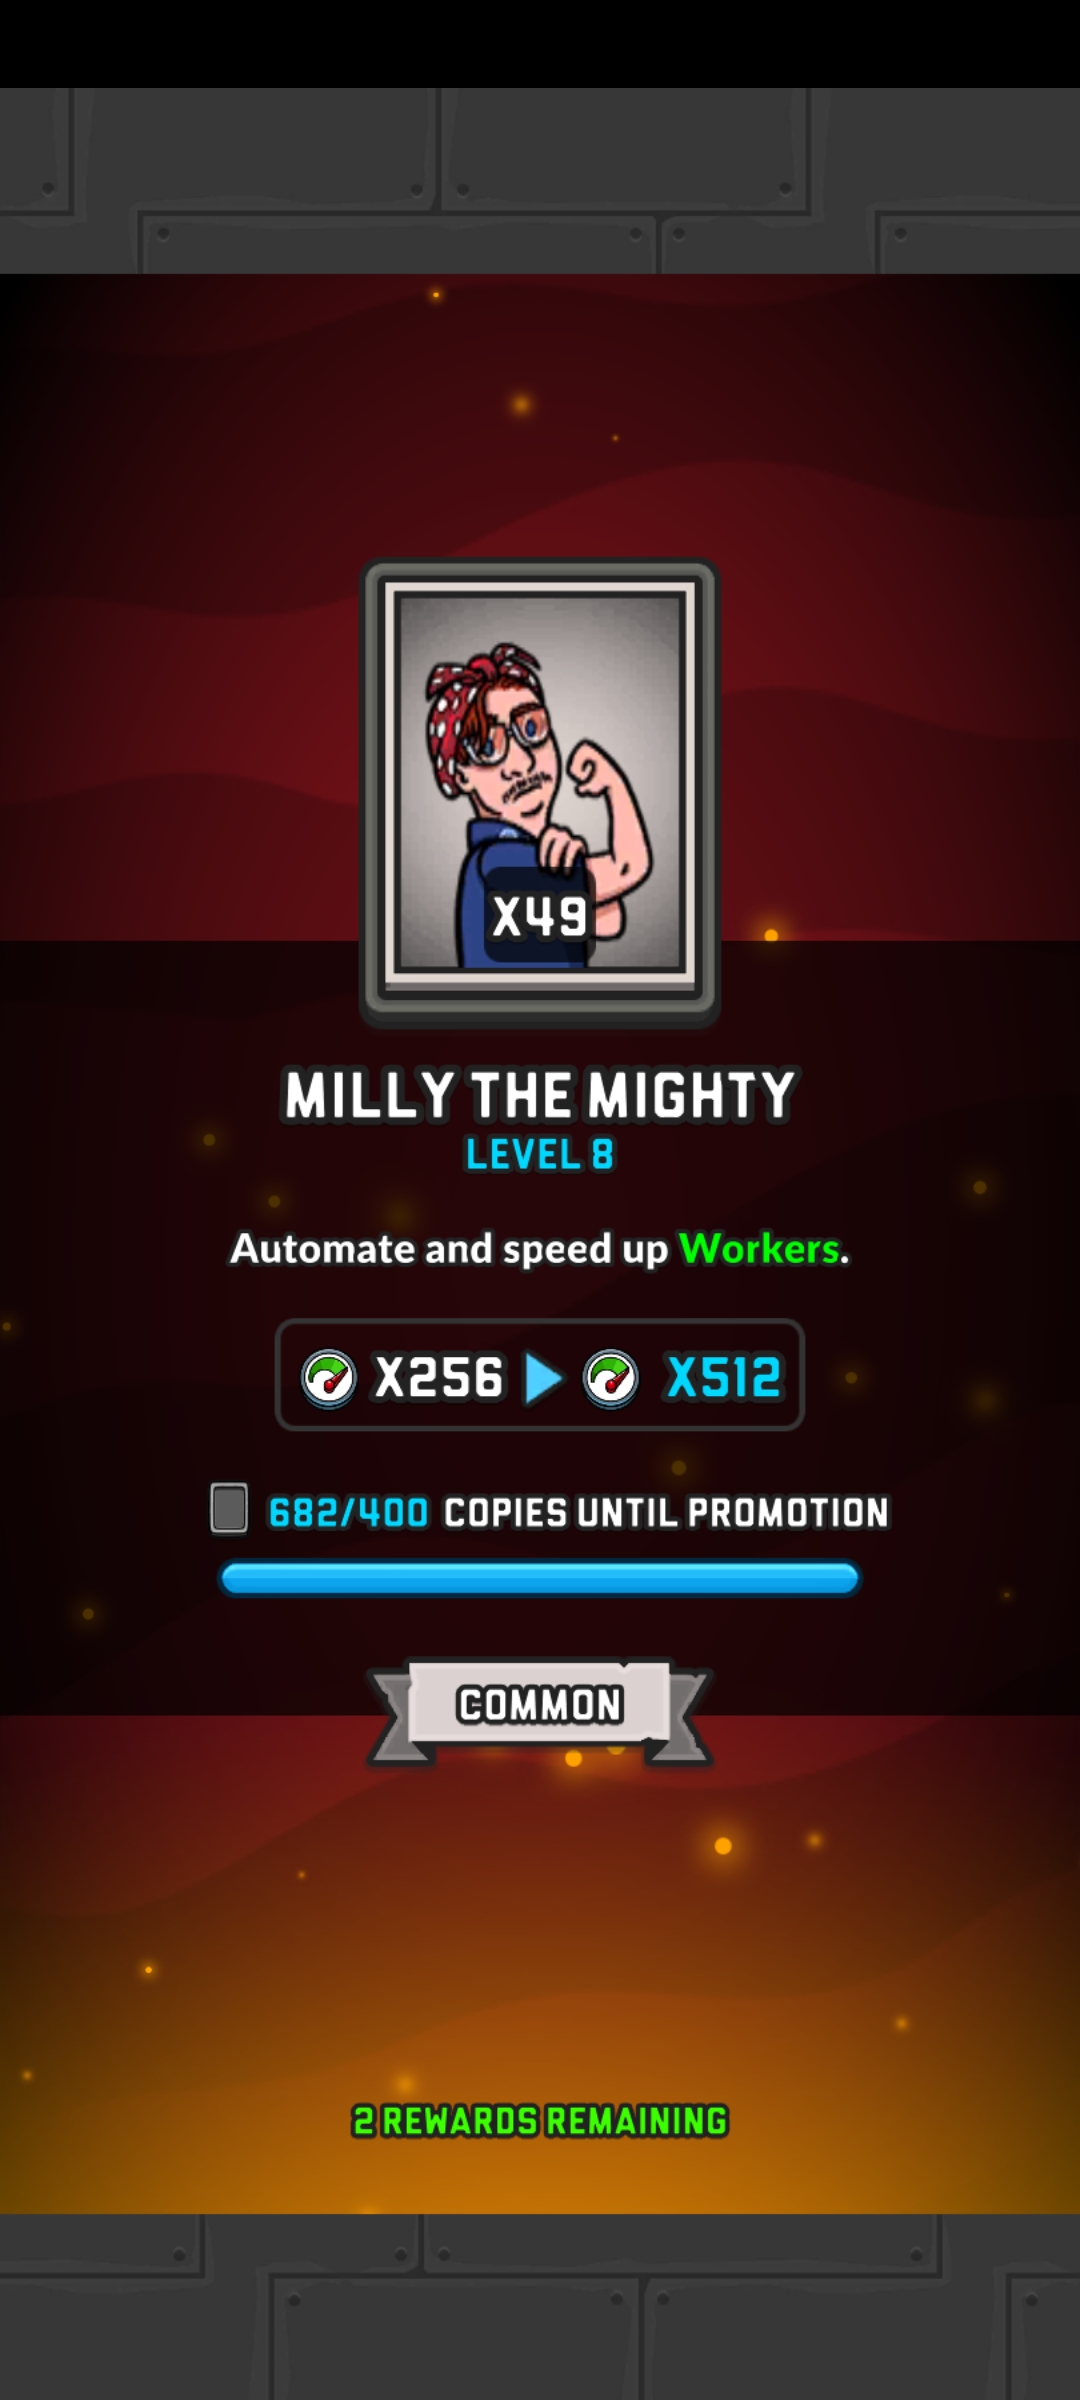 X49
MILLY THE MIGHTY
LEVEL 8
Automate and speed up Workers.
X256 X512
682/400 COPIES UNTIL PROMOTION
COMMON
2 REWARDS REMAINING